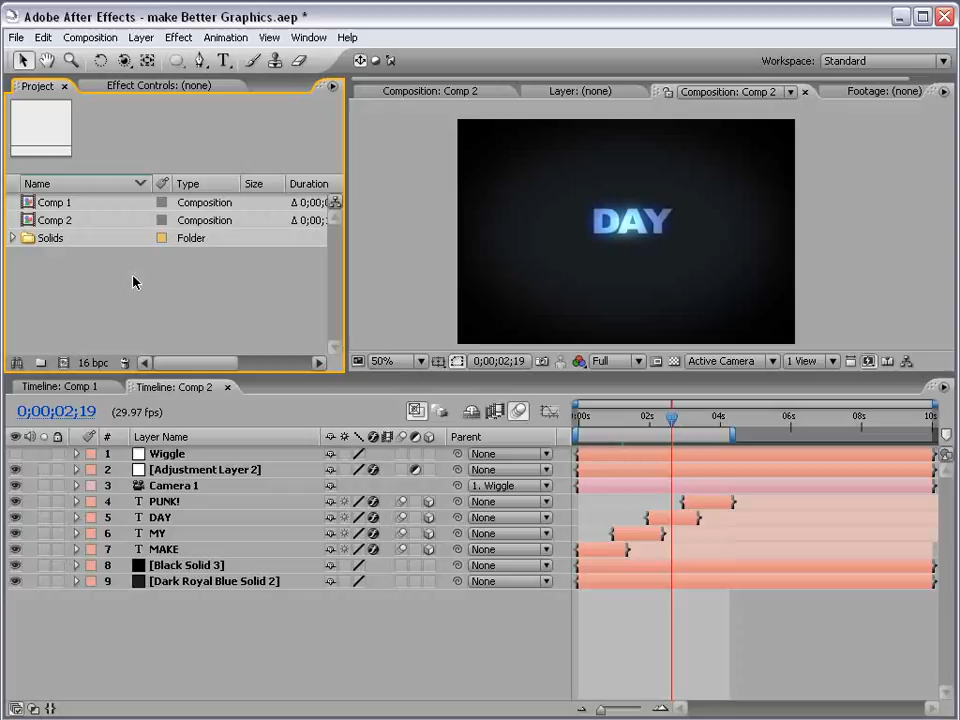 Adobe After Effects - make Better Graphics.aep *
File Edit Composition Layer Effect Animation View Window Help
Workspace: Standard
Project Effect Controls: (none)
Composition: Comp 2 Layer: (none) Composition: Comp 2 Footage: (none)
DAY
Name Type Size Duration
Comp 1 Composition Δ 0;00;
Comp 2 Composition Δ 0;00;
Solids Folder
16 bpc
50% 0;00;02;19 Full Active Camera 1 View
Timeline: Comp 1 Timeline: Comp 2
0;00;02;19 (29.97 fps)
:00s 02s 04s 06s 08s 10s
# Layer Name Parent
1 Wiggle None
2 [Adjustment Layer 2] None
3 Camera 1 1. Wiggle
4 T PUNK! None
5 T DAY None
6 T MY None
7 T MAKE None
8 [Black Solid 3] None
9 [Dark Royal Blue Solid 2] None